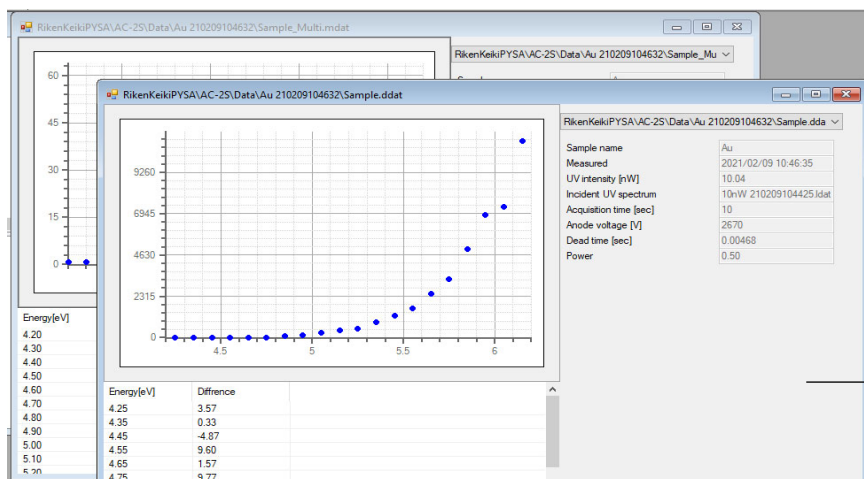 RikenKeikiPYSA\AC-2S\Data\Au 210209104632\Sample_Multi.mdat
RikenKeikiPYSA\AC-2S\Data\Au 210209104632\Sample_Mu
60
45
30
15
0
Energy[eV]
4.20
4.30
4.40
4.50
4.60
4.70
4.80
4.90
5.00
5.10
5.20
RikenKeikiPYSA\AC-2S\Data\Au 210209104632\Sample.ddat
RikenKeikiPYSA\AC-2S\Data\Au 210209104632\Sample.dda
9260
6945
4630
2315
0
4.5 5 5.5 6
Sample name Au
Measured 2021/02/09 10:46:35
UV intensity [nW] 10.04
Incident UV spectrum 10nW 210209104425.ldat
Acquisition time [sec] 10
Anode voltage [V] 2670
Dead time [sec] 0.00468
Power 0.50
Energy[eV] Diffrence
4.25 3.57
4.35 0.33
4.45 -4.87
4.55 9.60
4.65 1.57
4.75 9.77